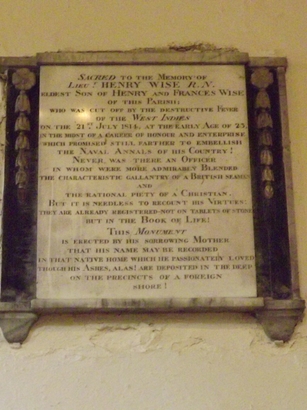 SACRED TO THE MEMORY OF
LIEUT HENRY WISE R.N.
ELDEST SON OF HENRY AND FRANCES WISE
OF THIS PARISH;
WHO WAS CUT OFF BY THE DESTRUCTIVE FEVER
OF THE WEST INDIES
ON THE 21ST JULY 1814, AT THE EARLY AGE OF 25,
IN THE MIDST OF A CAREER OF HONOUR AND ENTERPRISE
WHICH PROMISED STILL FARTHER TO EMBELLISH
THE NAVAL ANNALS OF HIS COUNTRY!
NEVER WAS THERE AN OFFICER
IN WHOM WERE MORE ADMIRABLY BLENDED
THE CHARACTERISTIC GALLANTRY OF A BRITISH SEAMAN
AND
THE RATIONAL PIETY OF A CHRISTIAN.
BUT IT IS NEEDLESS TO RECOUNT HIS VIRTUES!
THEY ARE ALREADY REGISTERED NOT ON TABLETS OF STONE
BUT IN THE BOOK OF LIFE!
THIS MONUMENT
IS ERECTED BY HIS SORROWING MOTHER
THAT HIS NAME MAY BE RECORDED
IN THAT NATIVE HOME WHICH HE PASSIONATELY LOVED
THOUGH HIS ASHES, ALAS! ARE DEPOSITED IN THE DEEP
ON THE PRECINCTS OF A FOREIGN
SHORE!